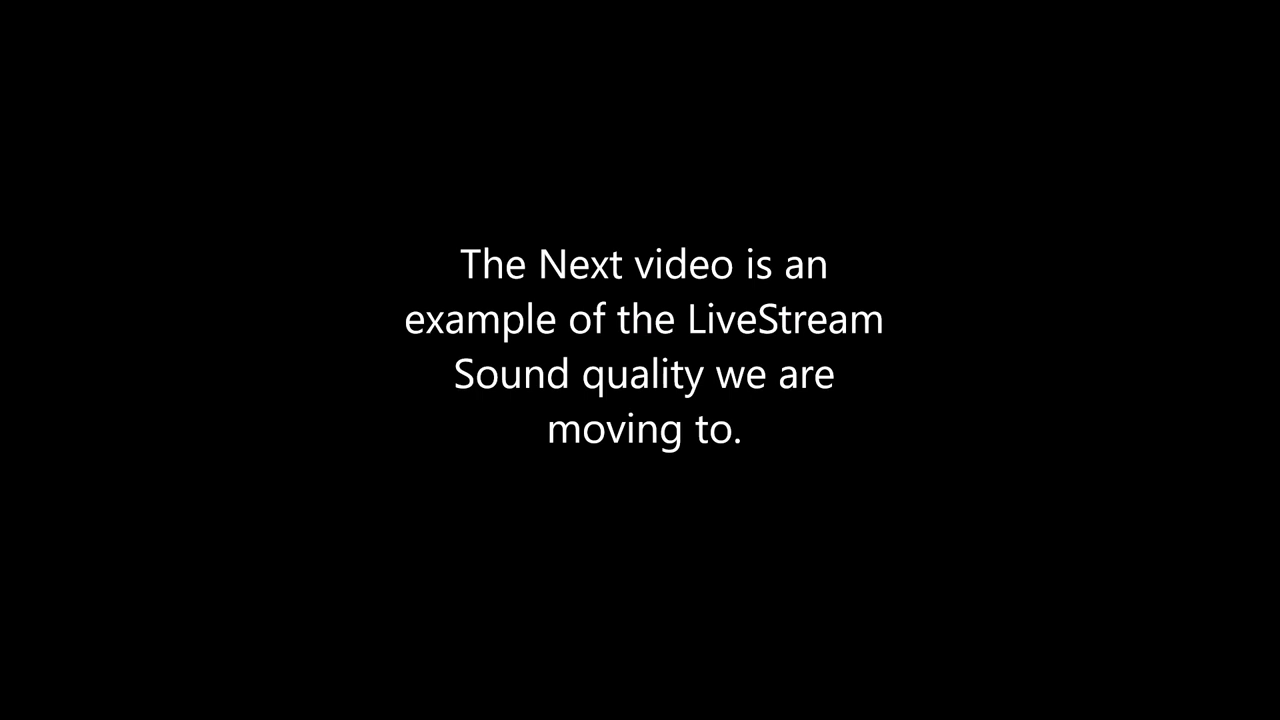 The Next video is an
example of the LiveStream
Sound quality we are
moving to.